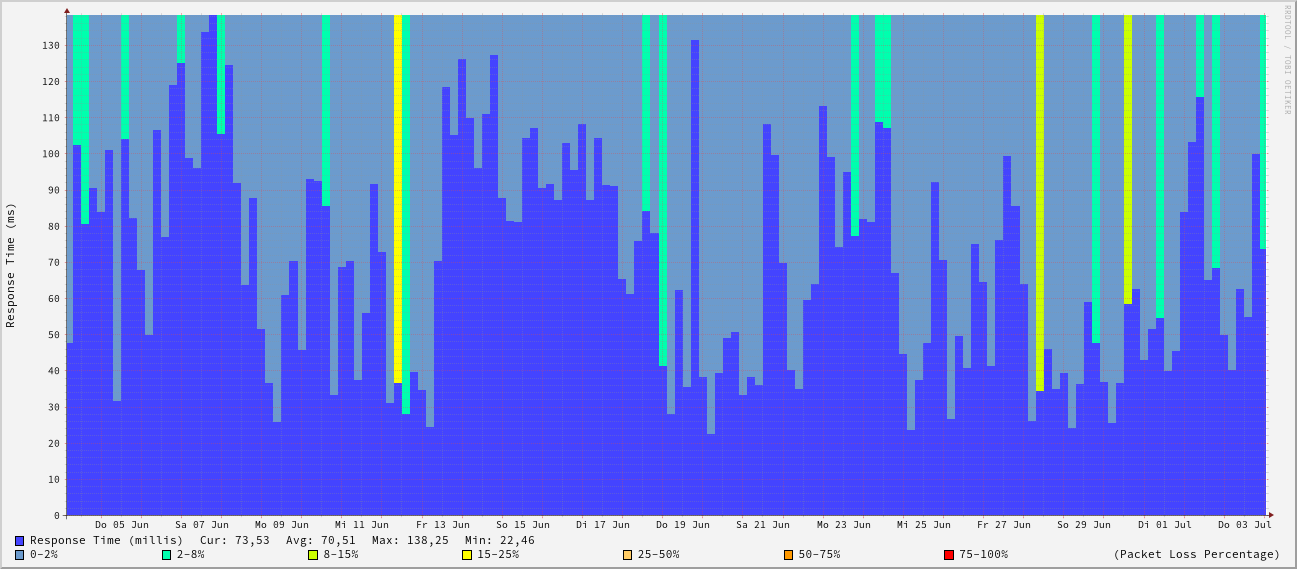 RRDTOOL / TOBI OETIKER
Response Time (ms)
130
120
110
100
90
80
70
60
50
40
30
20
10
0
Do 05 Jun Sa 07 Jun Mo 09 Jun Mi 11 Jun Fr 13 Jun So 15 Jun Di 17 Jun Do 19 Jun Sa 21 Jun Mo 23 Jun Mi 25 Jun Fr 27 Jun So 29 Jun Di 01 Jul Do 03 Jul
Response Time (millis) Cur: 73,53 Avg: 70,51 Max: 138,25 Min: 22,46
0-2% 2-8% 8-15% 15-25% 25-50% 50-75% 75-100% (Packet Loss Percentage)